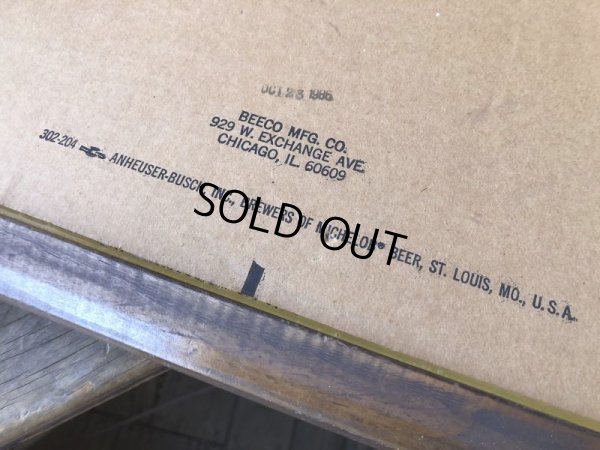 OCT 23 1986
BEECO MFG. CO.
929 W. EXCHANGE AVE.
CHICAGO, IL. 60609
302-204 ANHEUSER-BUSCH, INC., BREWERS OF MICHELOB® BEER, ST. LOUIS, MO., U.S.A.
SOLD OUT